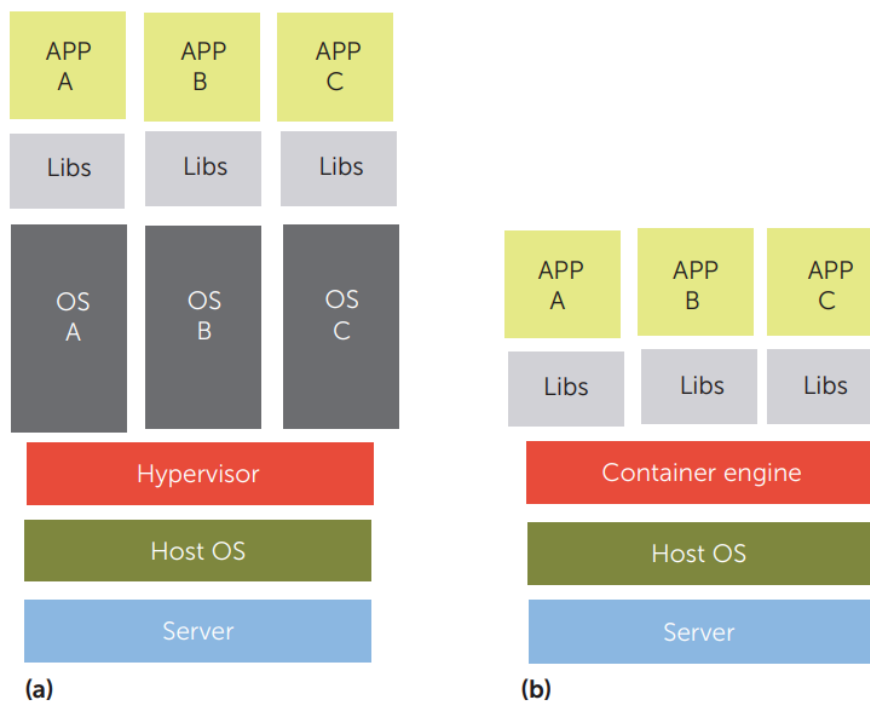 APP
A
APP
B
APP
C
Libs
Libs
Libs
OS
A
OS
B
OS
C
Hypervisor
Host OS
Server
(a)
APP
A
APP
B
APP
C
Libs
Libs
Libs
Container engine
Host OS
Server
(b)